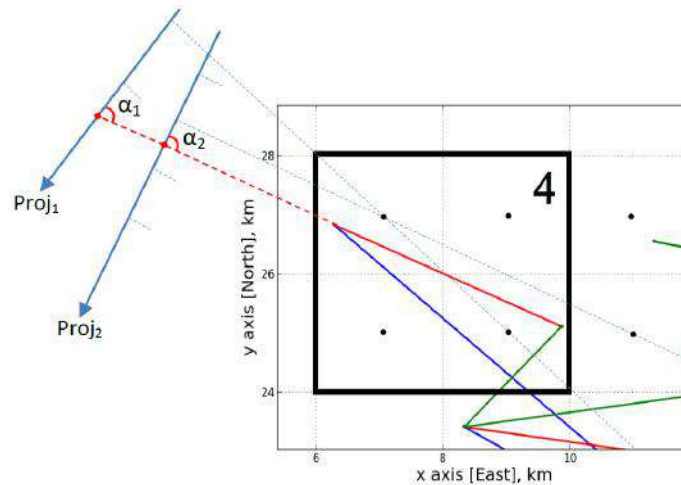 α₁
α₂
Proj₁
Proj₂
4
28
26
24
y axis [North], km
6
8
10
x axis [East], km